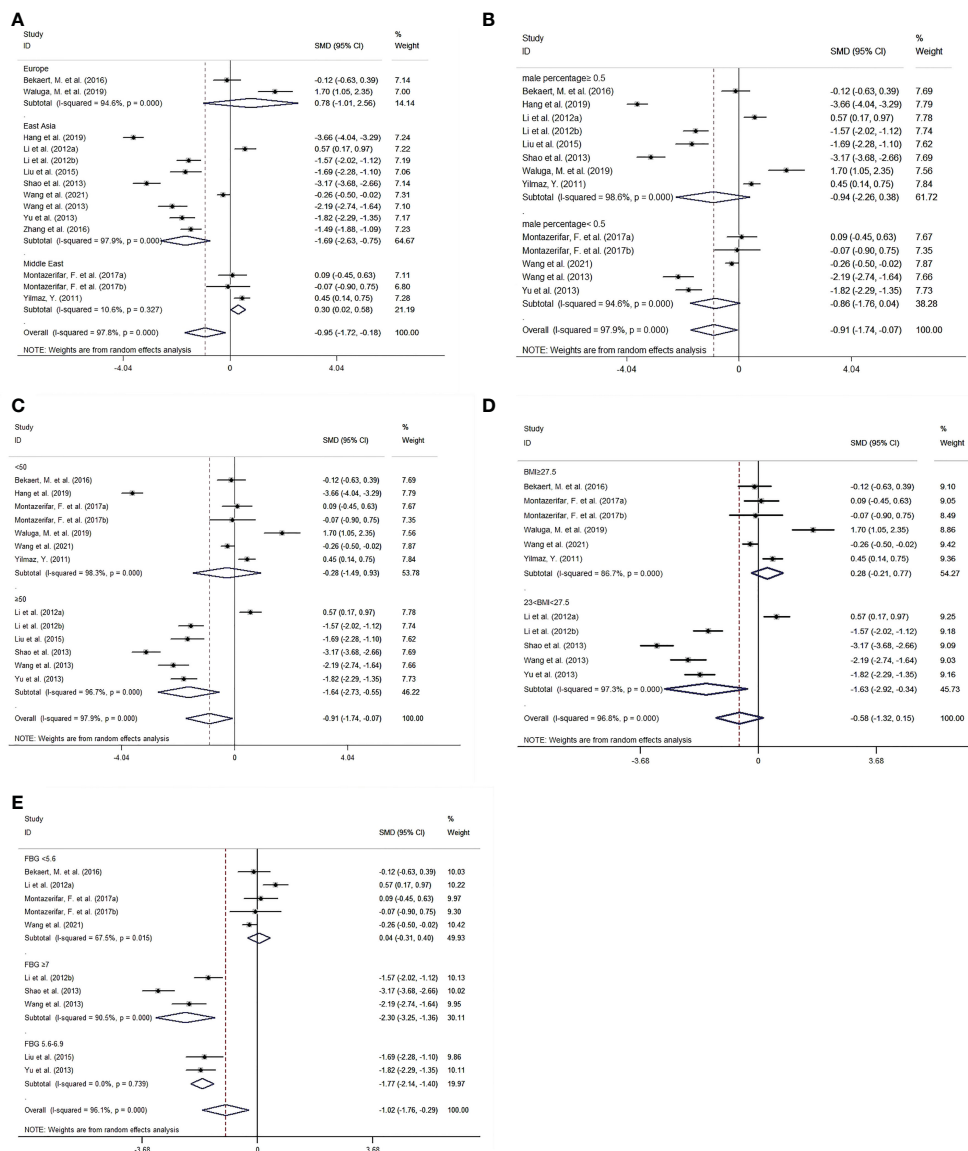 A
Study %
ID SMD (95% CI) Weight
Europe
Bekaert, M. et al. (2016) -0.12 (-0.63, 0.39) 7.14
Waluga, M. et al. (2019) 1.70 (1.05, 2.35) 7.00
Subtotal (I-squared = 94.6%, p = 0.000) 0.78 (-1.01, 2.56) 14.14
.
East Asia
Hang et al. (2019) -3.66 (-4.04, -3.29) 7.24
Li et al. (2012a) 0.57 (0.17, 0.97) 7.22
Li et al. (2012b) -1.57 (-2.02, -1.12) 7.19
Liu et al. (2015) -1.69 (-2.28, -1.10) 7.06
Shao et al. (2013) -3.17 (-3.68, -2.66) 7.14
Wang et al. (2021) -0.26 (-0.50, -0.02) 7.31
Wang et al. (2013) -2.19 (-2.74, -1.64) 7.10
Yu et al. (2013) -1.82 (-2.29, -1.35) 7.17
Zhang et al. (2016) -1.49 (-1.88, -1.09) 7.23
Subtotal (I-squared = 97.9%, p = 0.000) -1.69 (-2.63, -0.75) 64.67
.
Middle East
Montazerifar, F. et al. (2017a) 0.09 (-0.45, 0.63) 7.11
Montazerifar, F. et al. (2017b) -0.07 (-0.90, 0.75) 6.80
Yilmaz, Y. (2011) 0.45 (0.14, 0.75) 7.28
Subtotal (I-squared = 10.6%, p = 0.327) 0.30 (0.02, 0.58) 21.19
.
Overall (I-squared = 97.8%, p = 0.000) -0.95 (-1.72, -0.18) 100.00
NOTE: Weights are from random effects analysis
-4.04 0 4.04
B
Study %
ID SMD (95% CI) Weight
male percentage≥ 0.5
Bekaert, M. et al. (2016) -0.12 (-0.63, 0.39) 7.69
Hang et al. (2019) -3.66 (-4.04, -3.29) 7.79
Li et al. (2012a) 0.57 (0.17, 0.97) 7.78
Li et al. (2012b) -1.57 (-2.02, -1.12) 7.74
Liu et al. (2015) -1.69 (-2.28, -1.10) 7.62
Shao et al. (2013) -3.17 (-3.68, -2.66) 7.69
Waluga, M. et al. (2019) 1.70 (1.05, 2.35) 7.56
Yilmaz, Y. (2011) 0.45 (0.14, 0.75) 7.84
Subtotal (I-squared = 98.6%, p = 0.000) -0.94 (-2.26, 0.38) 61.72
.
male percentage< 0.5
Montazerifar, F. et al. (2017a) 0.09 (-0.45, 0.63) 7.67
Montazerifar, F. et al. (2017b) -0.07 (-0.90, 0.75) 7.35
Wang et al. (2021) -0.26 (-0.50, -0.02) 7.87
Wang et al. (2013) -2.19 (-2.74, -1.64) 7.66
Yu et al. (2013) -1.82 (-2.29, -1.35) 7.73
Subtotal (I-squared = 94.6%, p = 0.000) -0.86 (-1.76, 0.04) 38.28
.
Overall (I-squared = 97.9%, p = 0.000) -0.91 (-1.74, -0.07) 100.00
NOTE: Weights are from random effects analysis
-4.04 0 4.04
C
Study %
ID SMD (95% CI) Weight
<50
Bekaert, M. et al. (2016) -0.12 (-0.63, 0.39) 7.69
Hang et al. (2019) -3.66 (-4.04, -3.29) 7.79
Montazerifar, F. et al. (2017a) 0.09 (-0.45, 0.63) 7.67
Montazerifar, F. et al. (2017b) -0.07 (-0.90, 0.75) 7.35
Waluga, M. et al. (2019) 1.70 (1.05, 2.35) 7.56
Wang et al. (2021) -0.26 (-0.50, -0.02) 7.87
Yilmaz, Y. (2011) 0.45 (0.14, 0.75) 7.84
Subtotal (I-squared = 98.3%, p = 0.000) -0.28 (-1.49, 0.93) 53.78
.
≥50
Li et al. (2012a) 0.57 (0.17, 0.97) 7.78
Li et al. (2012b) -1.57 (-2.02, -1.12) 7.74
Liu et al. (2015) -1.69 (-2.28, -1.10) 7.62
Shao et al. (2013) -3.17 (-3.68, -2.66) 7.69
Wang et al. (2013) -2.19 (-2.74, -1.64) 7.66
Yu et al. (2013) -1.82 (-2.29, -1.35) 7.73
Subtotal (I-squared = 96.7%, p = 0.000) -1.64 (-2.73, -0.55) 46.22
.
Overall (I-squared = 97.9%, p = 0.000) -0.91 (-1.74, -0.07) 100.00
NOTE: Weights are from random effects analysis
-4.04 0 4.04
D
Study %
ID SMD (95% CI) Weight
BMI≥27.5
Bekaert, M. et al. (2016) -0.12 (-0.63, 0.39) 9.10
Montazerifar, F. et al. (2017a) 0.09 (-0.45, 0.63) 9.05
Montazerifar, F. et al. (2017b) -0.07 (-0.90, 0.75) 8.49
Waluga, M. et al. (2019) 1.70 (1.05, 2.35) 8.86
Wang et al. (2021) -0.26 (-0.50, -0.02) 9.42
Yilmaz, Y. (2011) 0.45 (0.14, 0.75) 9.36
Subtotal (I-squared = 86.7%, p = 0.000) 0.28 (-0.21, 0.77) 54.27
.
23<BMI<27.5
Li et al. (2012a) 0.57 (0.17, 0.97) 9.25
Li et al. (2012b) -1.57 (-2.02, -1.12) 9.18
Shao et al. (2013) -3.17 (-3.68, -2.66) 9.09
Wang et al. (2013) -2.19 (-2.74, -1.64) 9.03
Yu et al. (2013) -1.82 (-2.29, -1.35) 9.16
Subtotal (I-squared = 97.3%, p = 0.000) -1.63 (-2.92, -0.34) 45.73
.
Overall (I-squared = 96.8%, p = 0.000) -0.58 (-1.32, 0.15) 100.00
NOTE: Weights are from random effects analysis
-3.68 0 3.68
E
Study %
ID SMD (95% CI) Weight
FBG <5.6
Bekaert, M. et al. (2016) -0.12 (-0.63, 0.39) 10.03
Li et al. (2012a) 0.57 (0.17, 0.97) 10.22
Montazerifar, F. et al. (2017a) 0.09 (-0.45, 0.63) 9.97
Montazerifar, F. et al. (2017b) -0.07 (-0.90, 0.75) 9.30
Wang et al. (2021) -0.26 (-0.50, -0.02) 10.42
Subtotal (I-squared = 67.5%, p = 0.015) 0.04 (-0.31, 0.40) 49.93
.
FBG ≥7
Li et al. (2012b) -1.57 (-2.02, -1.12) 10.13
Shao et al. (2013) -3.17 (-3.68, -2.66) 10.02
Wang et al. (2013) -2.19 (-2.74, -1.64) 9.95
Subtotal (I-squared = 90.5%, p = 0.000) -2.30 (-3.25, -1.36) 30.11
.
FBG 5.6-6.9
Liu et al. (2015) -1.69 (-2.28, -1.10) 9.86
Yu et al. (2013) -1.82 (-2.29, -1.35) 10.11
Subtotal (I-squared = 0.0%, p = 0.739) -1.77 (-2.14, -1.40) 19.97
.
Overall (I-squared = 96.1%, p = 0.000) -1.02 (-1.76, -0.29) 100.00
NOTE: Weights are from random effects analysis
-3.68 0 3.68